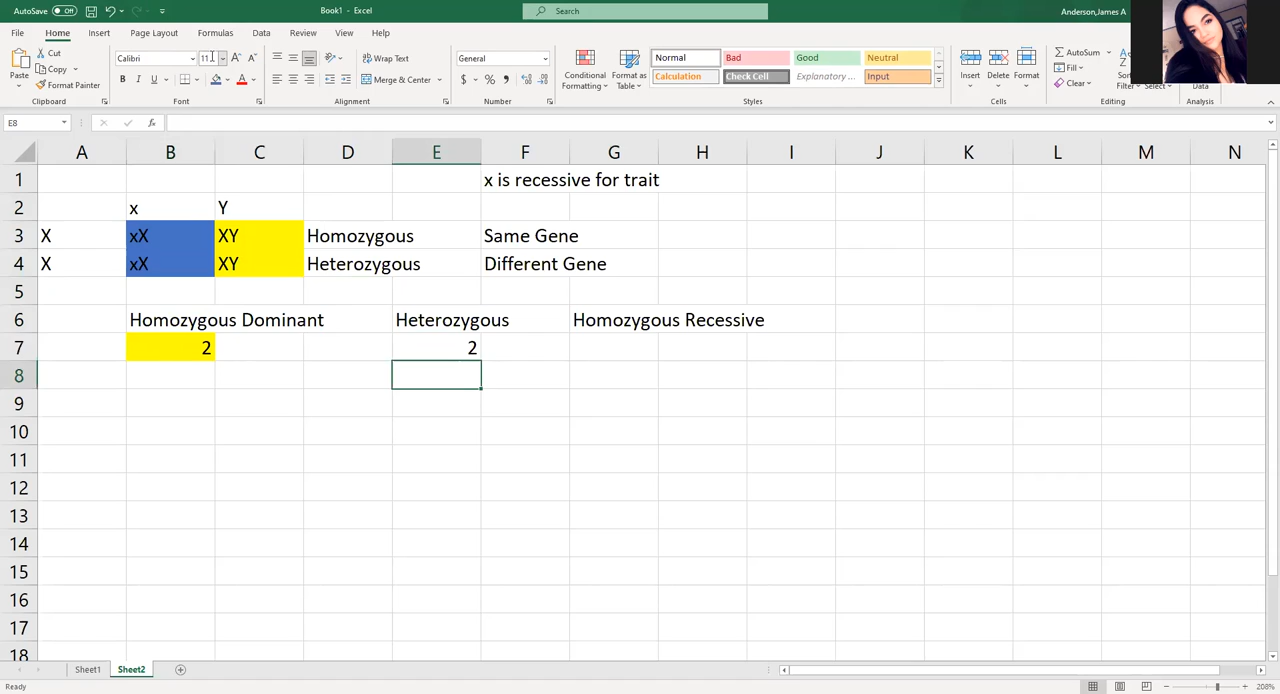 AutoSave Off Book1 - Excel Search Anderson,James A
File Home Insert Page Layout Formulas Data Review View Help
Cut Calibri 11 Wrap Text General Normal Bad Good Neutral AutoSum
Paste Copy Conditional Formatting Format as Table Insert Delete Format Fill
Format Painter B I U Merge & Center $ % Calculation Check Cell Explanatory ... Input Clear Filter Select Data
Clipboard Font Alignment Number Styles Cells Editing Analysis
E8 fx
A B C D E F G H I J K L M N
1 x is recessive for trait
2 x Y
3 X xX XY Homozygous Same Gene
4 X xX XY Heterozygous Different Gene
5
6 Homozygous Dominant Heterozygous Homozygous Recessive
7 2 2
8
9
10
11
12
13
14
15
16
17
18
Sheet1 Sheet2
Ready 208%